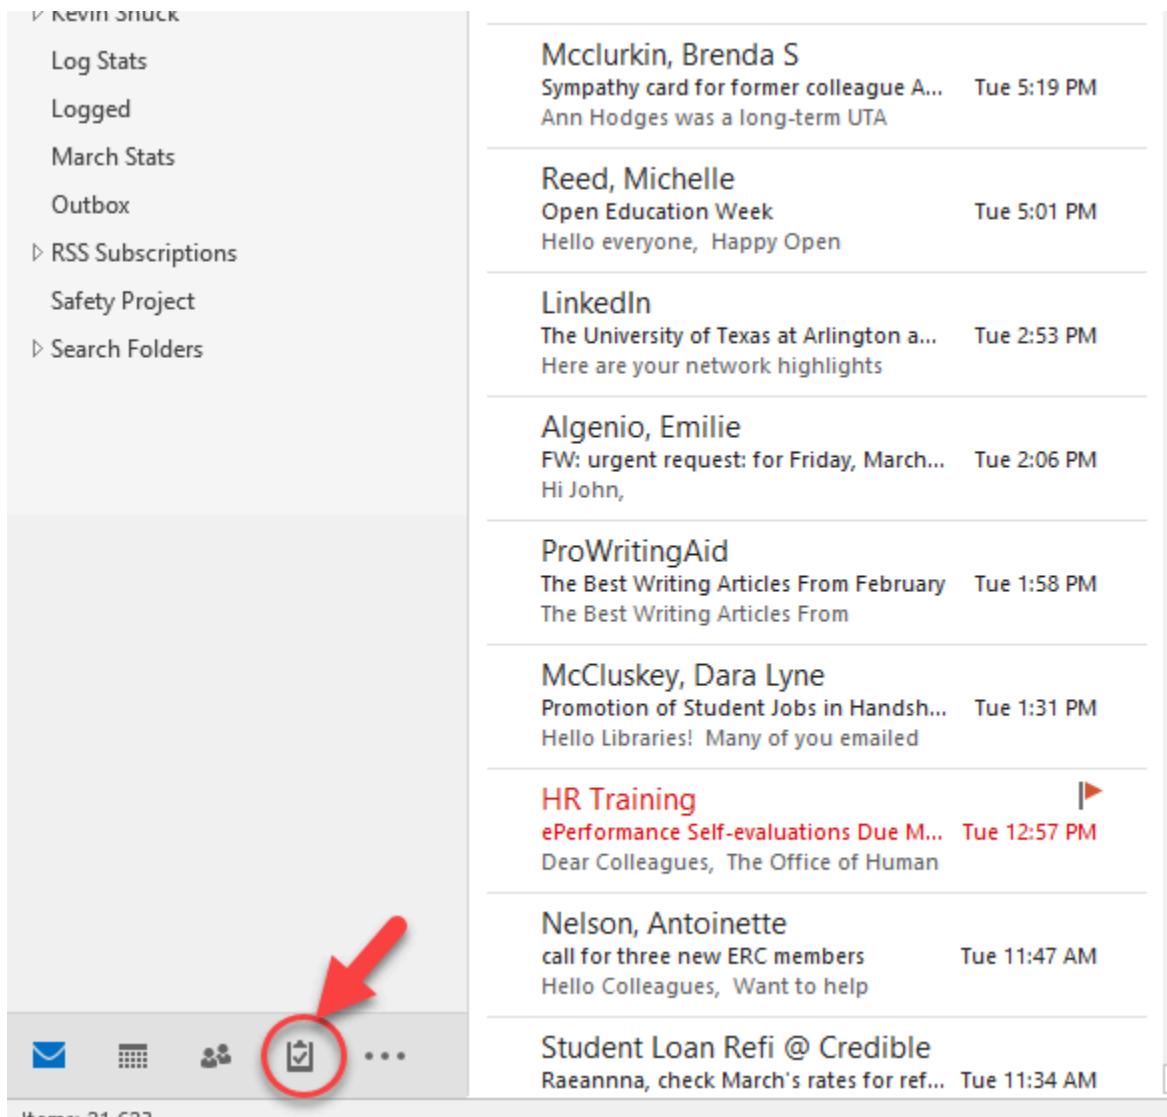 Kevin Shuck
Log Stats
Logged
March Stats
Outbox
RSS Subscriptions
Safety Project
Search Folders
Mcclurkin, Brenda S
Sympathy card for former colleague A... Tue 5:19 PM
Ann Hodges was a long-term UTA
Reed, Michelle
Open Education Week Tue 5:01 PM
Hello everyone, Happy Open
LinkedIn
The University of Texas at Arlington a... Tue 2:53 PM
Here are your network highlights
Algenio, Emilie
FW: urgent request: for Friday, March... Tue 2:06 PM
Hi John,
ProWritingAid
The Best Writing Articles From February Tue 1:58 PM
The Best Writing Articles From
McCluskey, Dara Lyne
Promotion of Student Jobs in Handsh... Tue 1:31 PM
Hello Libraries! Many of you emailed
HR Training
ePerformance Self-evaluations Due M... Tue 12:57 PM
Dear Colleagues, The Office of Human
Nelson, Antoinette
call for three new ERC members Tue 11:47 AM
Hello Colleagues, Want to help
Student Loan Refi @ Credible
Raeannna, check March's rates for ref... Tue 11:34 AM